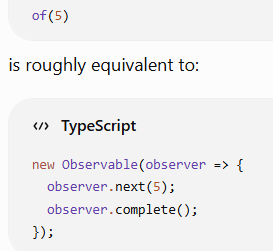 of(5)
is roughly equivalent to:
</> TypeScript
new Observable(observer => {
  observer.next(5);
  observer.complete();
});